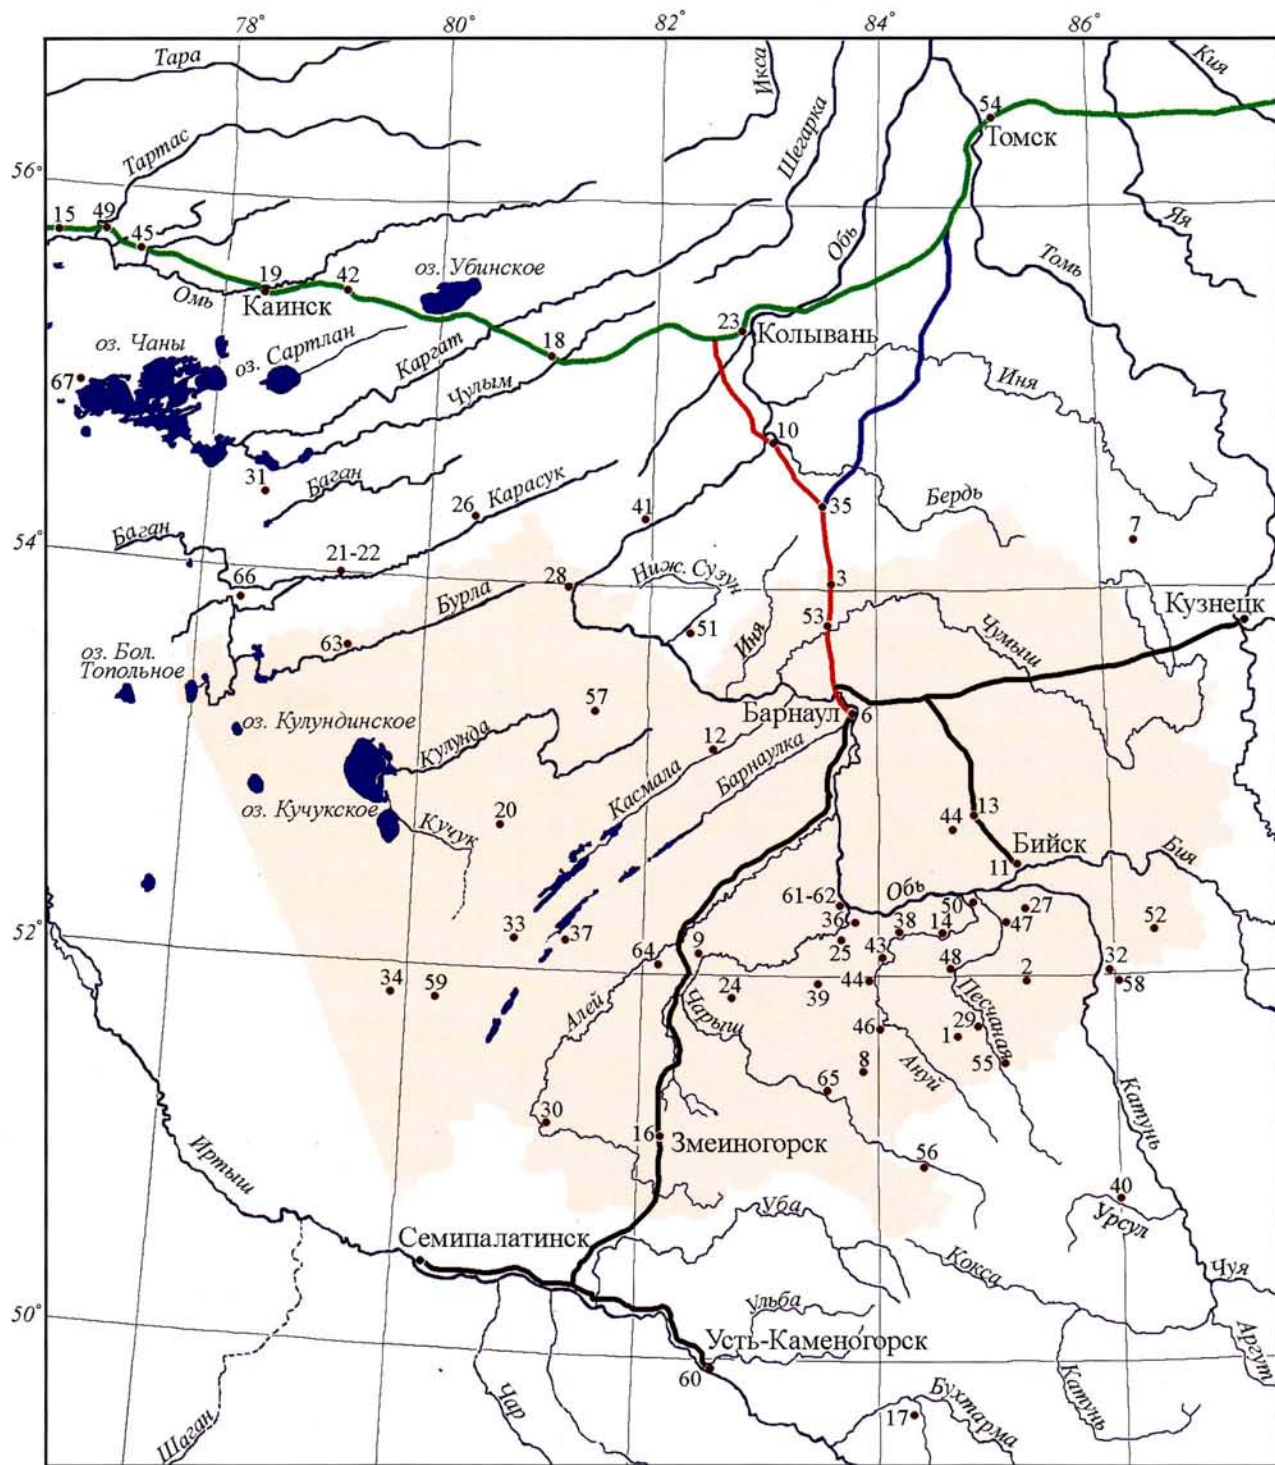 78°
80°
82°
84°
86°
Тара
Икса
Кия
54
Томск
Шегарка
Тартас
56°
15
49
45
Обь
Яя
Томь
19
42
оз. Убинское
Омь
Каинск
23
Колывань
оз. Чаны
оз. Сартлан
Каргат
18
67
Чулым
Иня
10
31
Баган
26
Карасук
41
35
Бердь
7
Баган
54°
21-22
66
28
Ниж. Сузун
3
Кузнецк
Бурла
51
53
Иня
Чумыш
63
оз. Бол.
Топольное
57
Барнаул
6
оз. Кулундинское
Кулунда
12
Касмала
Барнаулка
оз. Кучукское
Кучук
20
13
44
Бийск
11
Бия
61-62
Обь
50
27
36
38
14
47
52
52°
33
37
25
43
64
9
48
32
34
59
24
39
44
2
58
Алей
Чарыш
Песчаная
46
29
1
8
Ануй
55
65
Катунь
30
16
Змеиногорск
56
Иртыш
40
Урсул
Уба
Семипалатинск
Кокса
Чуя
50°
Ульба
Усть-Каменогорск
60
Аргут
Катунь
Чар
Бухтарма
17
Шаган